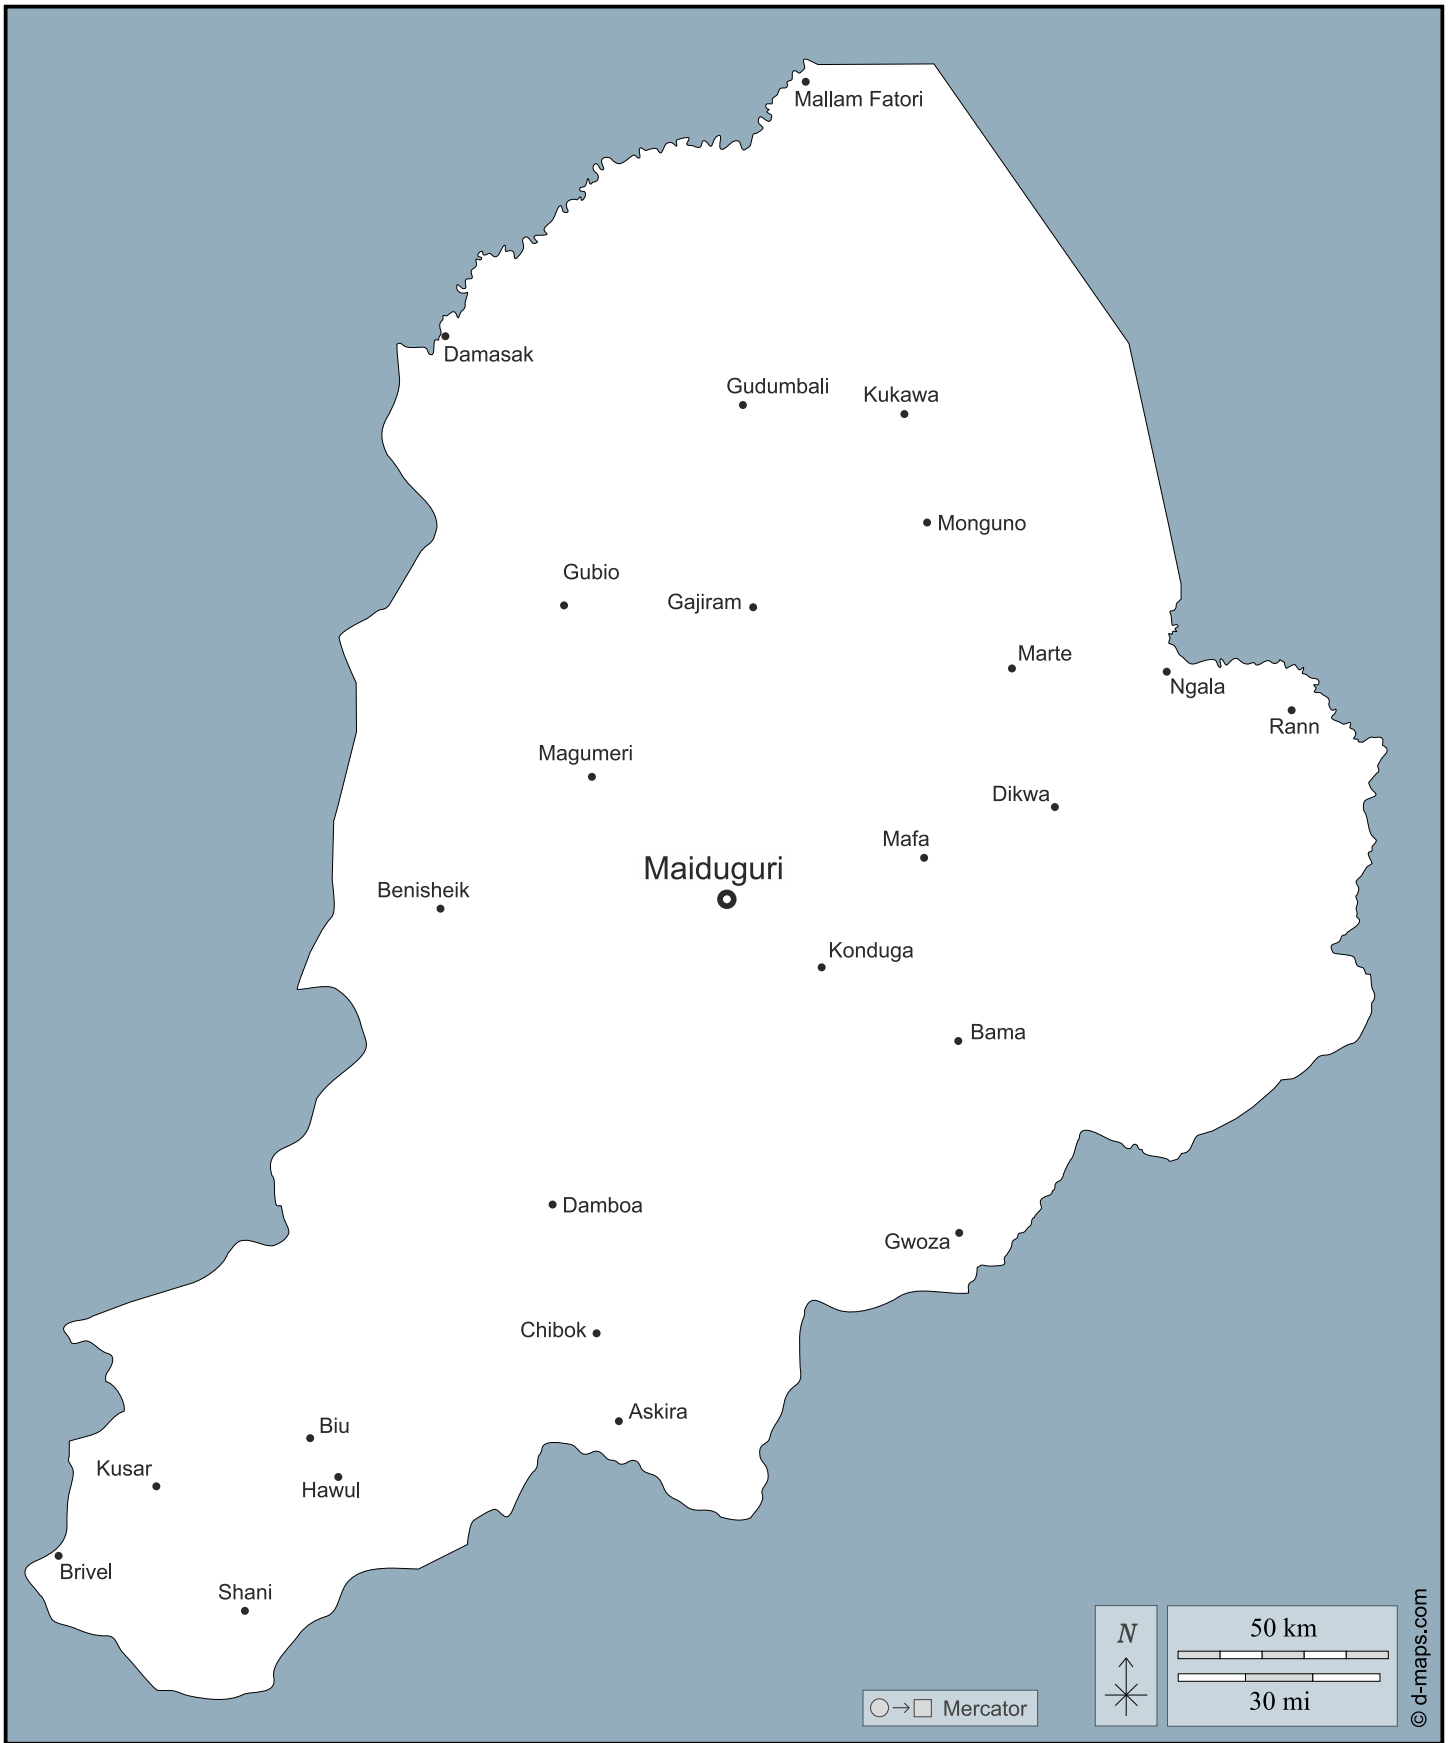 Mallam Fatori
Damasak
Gudumbali
Kukawa
Monguno
Gubio
Gajiram
Marte
Ngala
Rann
Magumeri
Dikwa
Mafa
Maiduguri
Benisheik
Konduga
Bama
Damboa
Gwoza
Chibok
Askira
Biu
Kusar
Hawul
Brivel
Shani
N
50 km
30 mi
Mercator
© d-maps.com